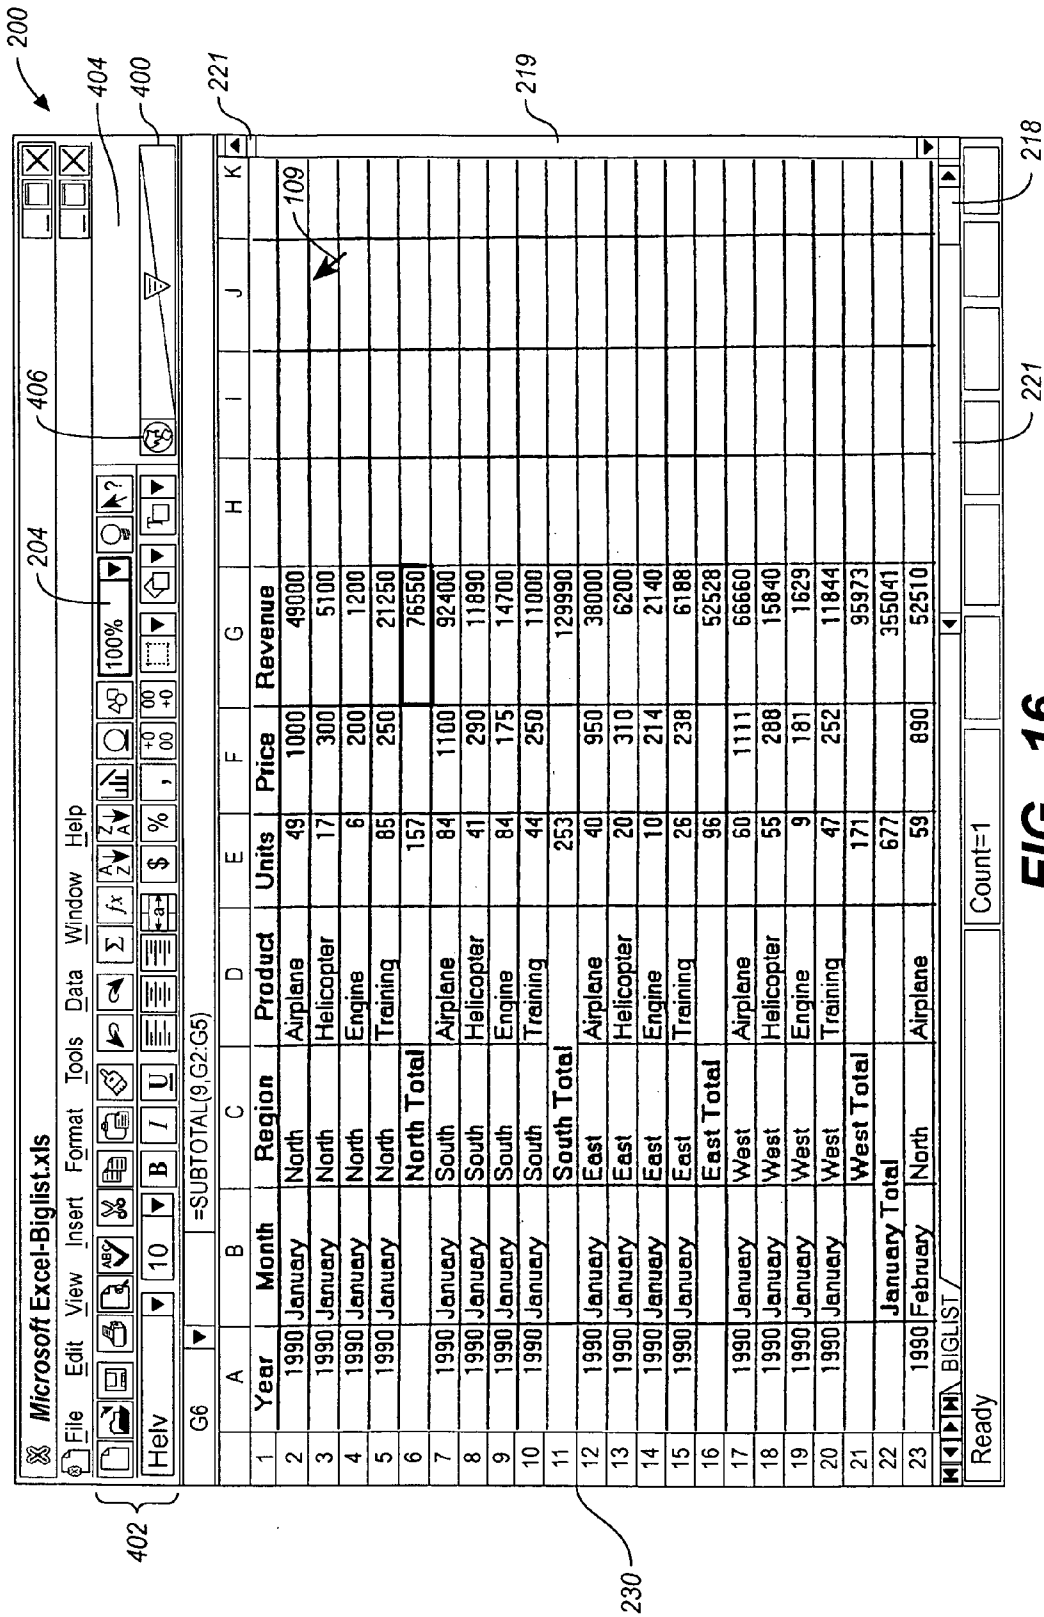 200
Microsoft Excel-Biglist.xls
File Edit View Insert Format Tools Data Window Help
204
406
404
400
402
ABC
Σ fx A Z Z A 100% ?
Helv 10 B I U a $ % , +0 00 00 +0 T
G6 =SUBTOTAL(9,G2:G5)
221
A B C D E F G H I J K
1 Year Month Region Product Units Price Revenue
2 1990 January North Airplane 49 1000 49000
109
3 1990 January North Helicopter 17 300 5100
4 1990 January North Engine 6 200 1200
5 1990 January North Training 85 250 21250
6 North Total 157 76550
7 1990 January South Airplane 84 1100 92400
8 1990 January South Helicopter 41 290 11890
9 1990 January South Engine 84 175 14700
10 1990 January South Training 44 250 11000
11 South Total 253 129990
219
12 1990 January East Airplane 40 950 38000
13 1990 January East Helicopter 20 310 6200
14 1990 January East Engine 10 214 2140
15 1990 January East Training 26 238 6188
16 East Total 96 52528
17 1990 January West Airplane 60 1111 66660
18 1990 January West Helicopter 55 288 15840
19 1990 January West Engine 9 181 1629
20 1990 January West Training 47 252 11844
21 West Total 171 95973
22 January Total 677 355041
23 1990 February North Airplane 59 890 52510
230
BIGLIST
Ready Count=1
221
218
FIG. 16